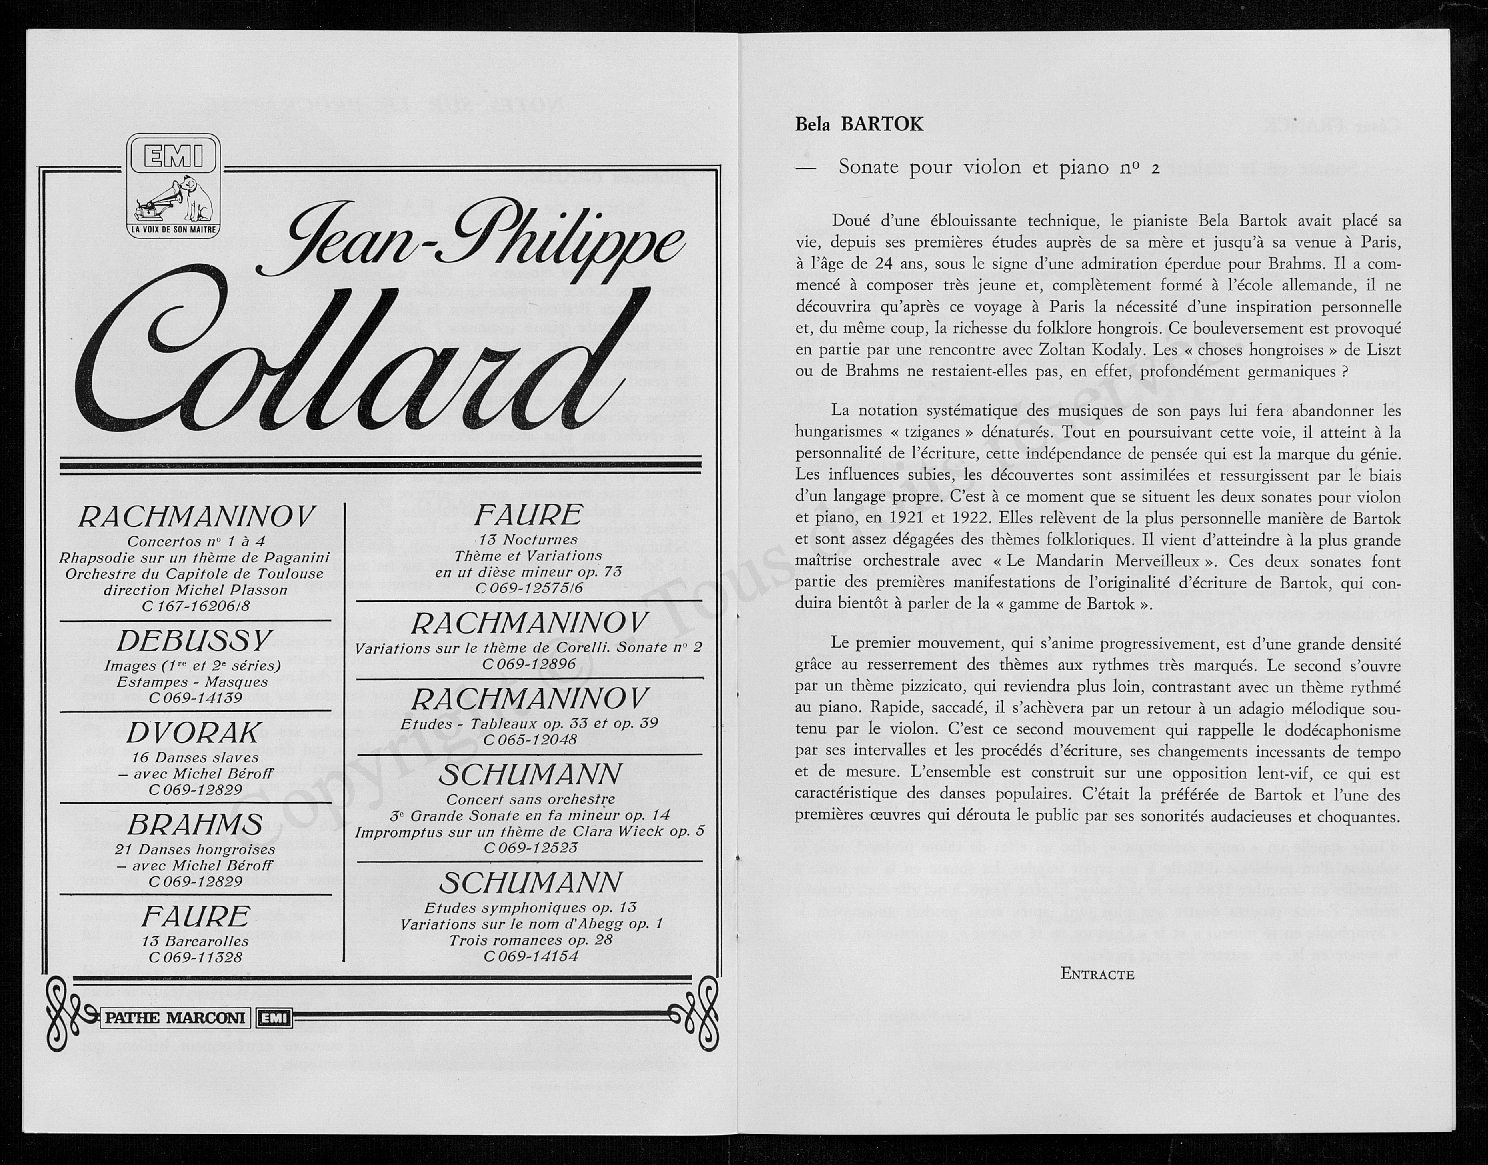 EMI
LA VOIX DE SON MAITRE
Jean-Philippe
Collard
RACHMANINOV
Concertos nº 1 à 4
Rhapsodie sur un thème de Paganini
Orchestre du Capitole de Toulouse
direction Michel Plasson
C 167-16206/8
DEBUSSY
Images (1re et 2e séries)
Estampes - Masques
C 069-14139
DVORAK
16 Danses slaves
– avec Michel Béroff
C 069-12829
BRAHMS
21 Danses hongroises
– avec Michel Béroff
C 069-12829
FAURE
13 Barcarolles
C 069-11328
FAURE
13 Nocturnes
Thème et Variations
en ut dièse mineur op. 73
C 069-12575/6
RACHMANINOV
Variations sur le thème de Corelli. Sonate nº 2
C 069-12896
RACHMANINOV
Etudes - Tableaux op. 33 et op. 39
C 065-12048
SCHUMANN
Concert sans orchestre
3e Grande Sonate en fa mineur op. 14
Impromptus sur un thème de Clara Wieck op. 5
C 069-12523
SCHUMANN
Etudes symphoniques op. 13
Variations sur le nom d'Abegg op. 1
Trois romances op. 28
C 069-14154
PATHE MARCONI EMI
Bela BARTOK
— Sonate pour violon et piano nº 2
Doué d'une éblouissante technique, le pianiste Bela Bartok avait placé sa
vie, depuis ses premières études auprès de sa mère et jusqu'à sa venue à Paris,
à l'âge de 24 ans, sous le signe d'une admiration éperdue pour Brahms. Il a com-
mencé à composer très jeune et, complètement formé à l'école allemande, il ne
découvrira qu'après ce voyage à Paris la nécessité d'une inspiration personnelle
et, du même coup, la richesse du folklore hongrois. Ce bouleversement est provoqué
en partie par une rencontre avec Zoltan Kodaly. Les « choses hongroises » de Liszt
ou de Brahms ne restaient-elles pas, en effet, profondément germaniques ?
La notation systématique des musiques de son pays lui fera abandonner les
hungarismes « tziganes » dénaturés. Tout en poursuivant cette voie, il atteint à la
personnalité de l'écriture, cette indépendance de pensée qui est la marque du génie.
Les influences subies, les découvertes sont assimilées et ressurgissent par le biais
d'un langage propre. C'est à ce moment que se situent les deux sonates pour violon
et piano, en 1921 et 1922. Elles relèvent de la plus personnelle manière de Bartok
et sont assez dégagées des thèmes folkloriques. Il vient d'atteindre à la plus grande
maîtrise orchestrale avec « Le Mandarin Merveilleux ». Ces deux sonates font
partie des premières manifestations de l'originalité d'écriture de Bartok, qui con-
duira bientôt à parler de la « gamme de Bartok ».
Le premier mouvement, qui s'anime progressivement, est d'une grande densité
grâce au resserrement des thèmes aux rythmes très marqués. Le second s'ouvre
par un thème pizzicato, qui reviendra plus loin, contrastant avec un thème rythmé
au piano. Rapide, saccadé, il s'achèvera par un retour à un adagio mélodique sou-
tenu par le violon. C'est ce second mouvement qui rappelle le dodécaphonisme
par ses intervalles et les procédés d'écriture, ses changements incessants de tempo
et de mesure. L'ensemble est construit sur une opposition lent-vif, ce qui est
caractéristique des danses populaires. C'était la préférée de Bartok et l'une des
premières œuvres qui dérouta le public par ses sonorités audacieuses et choquantes.
ENTRACTE
Copyright © - Tous droits réservés.